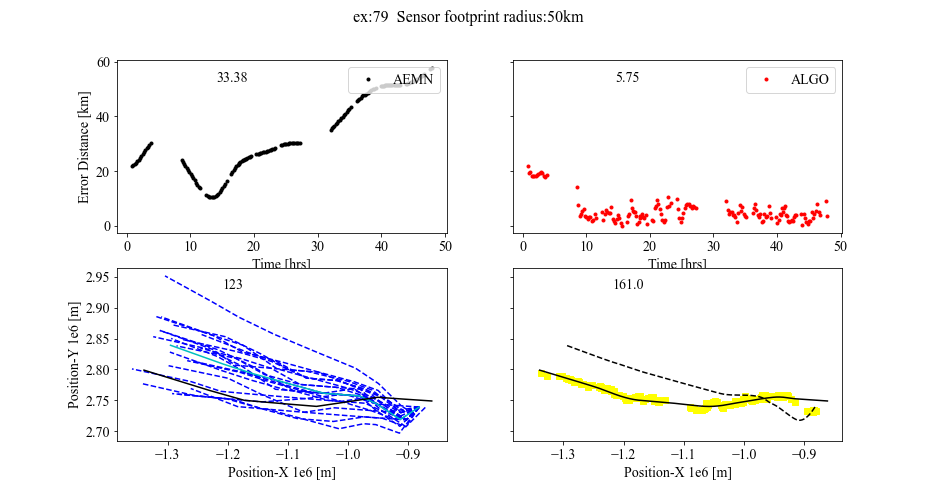 ex:79 Sensor footprint radius:50km
60
40
20
0
Error Distance [km]
33.38
AEMN
0 10 20 30 40 50
Time [hrs]
5.75
ALGO
0 10 20 30 40 50
Time [hrs]
2.95
2.90
2.85
2.80
2.75
2.70
Position-Y 1e6 [m]
123
−1.3 −1.2 −1.1 −1.0 −0.9
Position-X 1e6 [m]
161.0
−1.3 −1.2 −1.1 −1.0 −0.9
Position-X 1e6 [m]